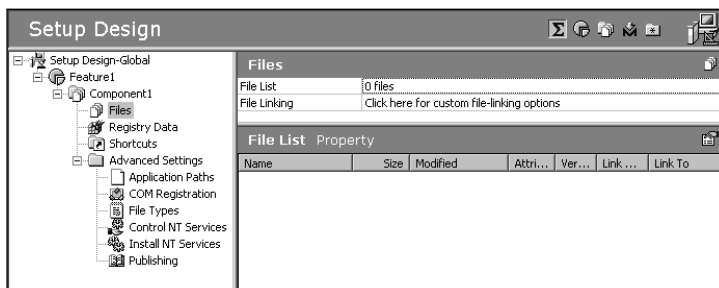 Setup Design
Setup Design-Global
Feature1
Component1
Files
Registry Data
Shortcuts
Advanced Settings
Application Paths
COM Registration
File Types
Control NT Services
Install NT Services
Publishing
Files
File List 0 files
File Linking Click here for custom file-linking options
File List Property
Name Size Modified Attri... Ver... Link ... Link To